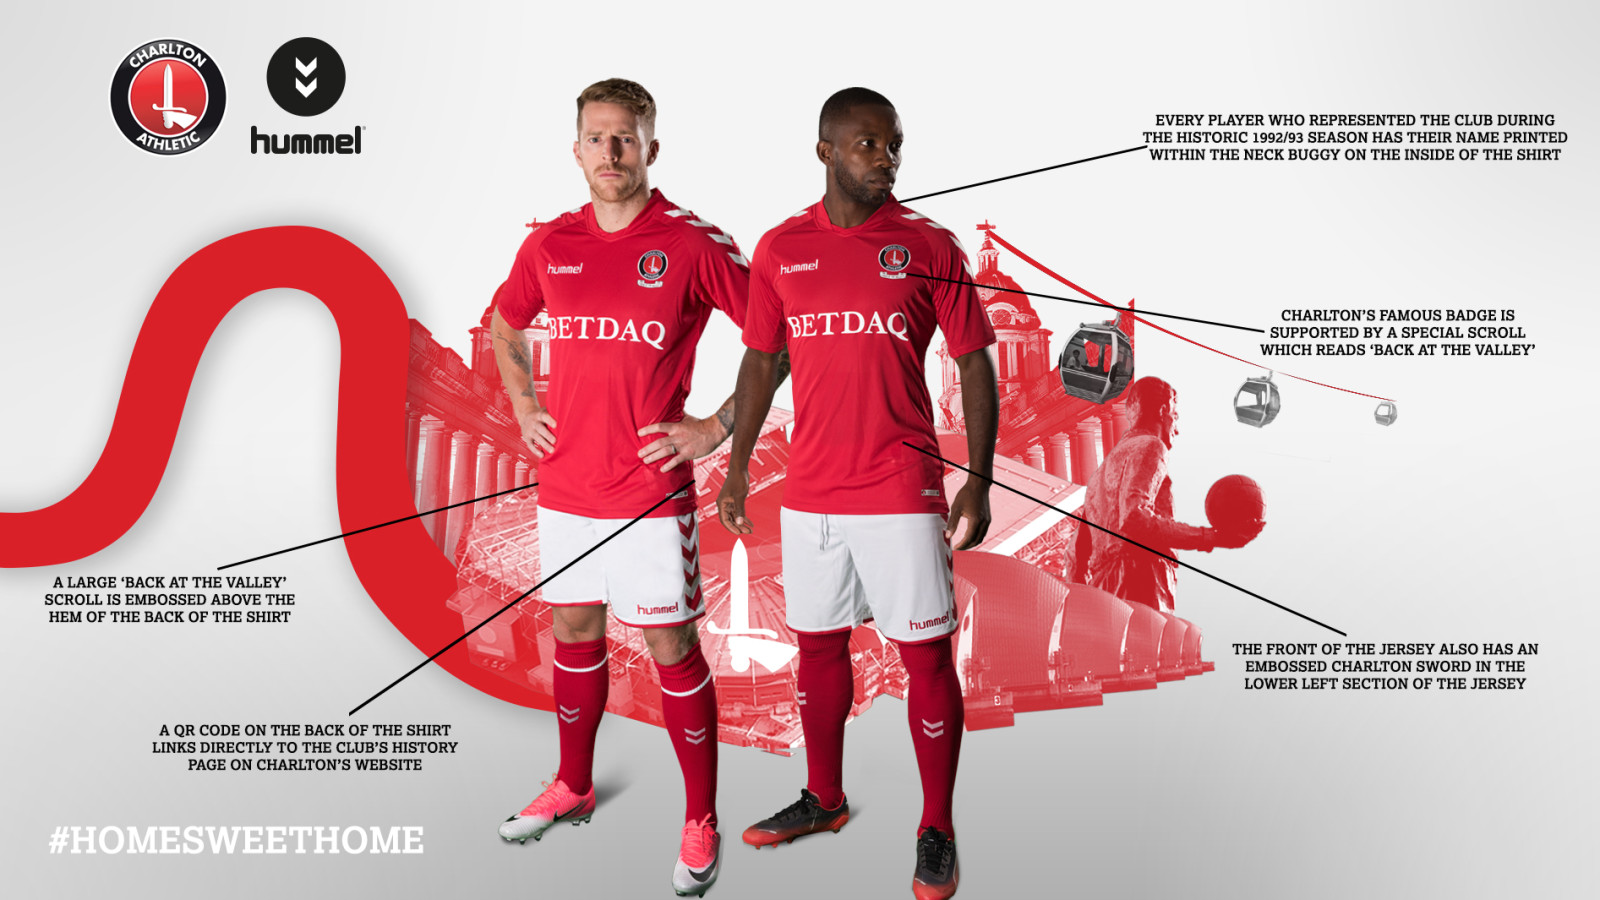 CHARLTON
ATHLETIC
hummel
EVERY PLAYER WHO REPRESENTED THE CLUB DURING
THE HISTORIC 1992/93 SEASON HAS THEIR NAME PRINTED
WITHIN THE NECK BUGGY ON THE INSIDE OF THE SHIRT
hummel
CHARLTON
ATHLETIC
BETDAQ
hummel
CHARLTON
ATHLETIC
BETDAQ
CHARLTON'S FAMOUS BADGE IS
SUPPORTED BY A SPECIAL SCROLL
WHICH READS ‘BACK AT THE VALLEY’
A LARGE ‘BACK AT THE VALLEY’
SCROLL IS EMBOSSED ABOVE THE
HEM OF THE BACK OF THE SHIRT
hummel
hummel
THE FRONT OF THE JERSEY ALSO HAS AN
EMBOSSED CHARLTON SWORD IN THE
LOWER LEFT SECTION OF THE JERSEY
3
A QR CODE ON THE BACK OF THE SHIRT
LINKS DIRECTLY TO THE CLUB'S HISTORY
PAGE ON CHARLTON'S WEBSITE
#HOMESWEETHOME